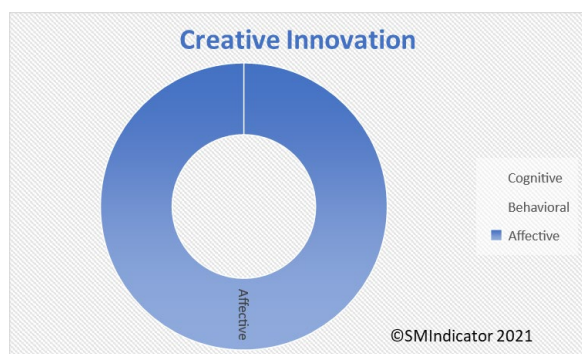 Creative Innovation
Cognitive
Behavioral
Affective
Affective
©SMIndicator 2021